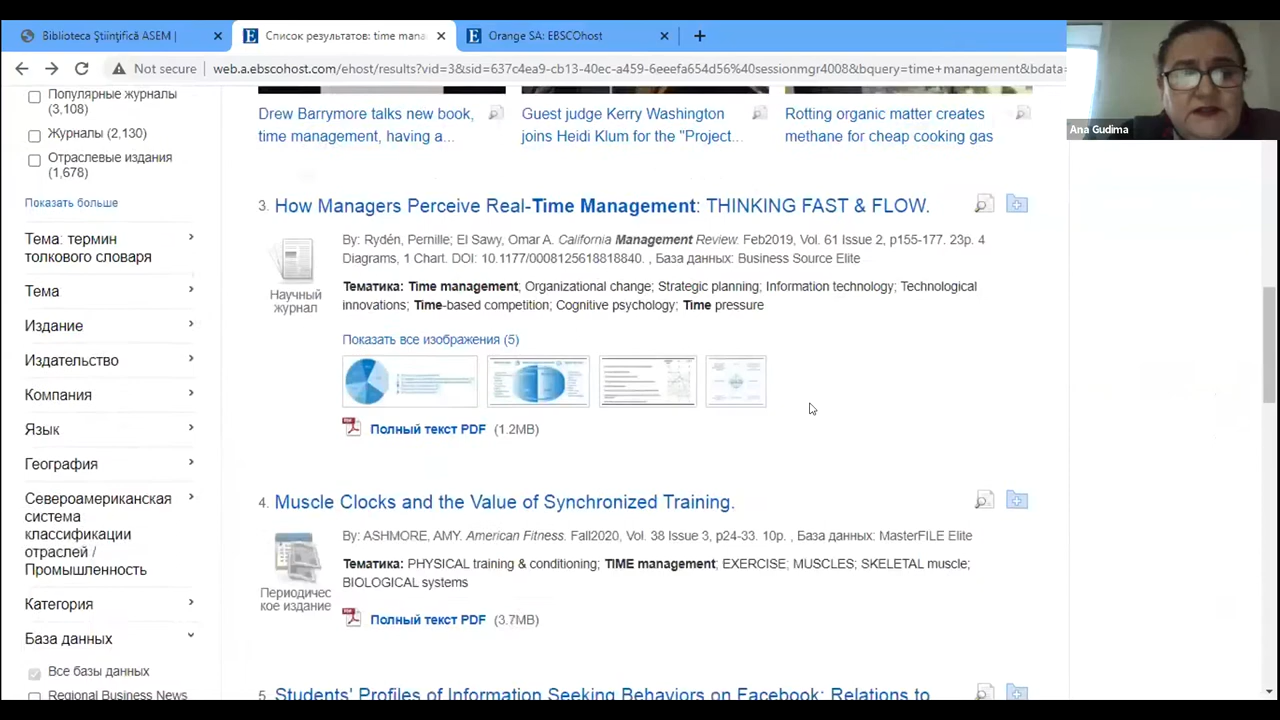 Biblioteca Ştiinţifică ASEM |
Список результатов: time mana
Orange SA: EBSCOhost
Not secure
web.a.ebscohost.com/ehost/results?vid=3&sid=637c4ea9-cb13-40ec-a459-6eeefa654d56%40sessionmgr4008&bquery=time+management&bdata=
Ana Gudima
Популярные журналы
(3,108)
Журналы (2,130)
Отраслевые издания
(1,678)
Показать больше
Тема: термин
толкового словаря
Тема
Издание
Издательство
Компания
Язык
География
Североамериканская
система
классификации
отраслей /
Промышленность
Категория
База данных
Все базы данных
Regional Business News
Drew Barrymore talks new book,
time management, having a...
Guest judge Kerry Washington
joins Heidi Klum for the "Project...
Rotting organic matter creates
methane for cheap cooking gas
3. How Managers Perceive Real-Time Management: THINKING FAST & FLOW.
Научный
журнал
By: Rydén, Pernille; El Sawy, Omar A. California Management Review. Feb2019, Vol. 61 Issue 2, p155-177. 23p. 4
Diagrams, 1 Chart. DOI: 10.1177/0008125618818840. , База данных: Business Source Elite
Тематика: Time management; Organizational change; Strategic planning; Information technology; Technological
innovations; Time-based competition; Cognitive psychology; Time pressure
Показать все изображения (5)
Полный текст PDF (1.2MB)
4. Muscle Clocks and the Value of Synchronized Training.
Периодичес
кое издание
By: ASHMORE, AMY. American Fitness. Fall2020, Vol. 38 Issue 3, p24-33. 10p. , База данных: MasterFILE Elite
Тематика: PHYSICAL training & conditioning; TIME management; EXERCISE; MUSCLES; SKELETAL muscle;
BIOLOGICAL systems
Полный текст PDF (3.7MB)
5. Students' Profiles of Information Seeking Behaviors on Facebook: Relations to